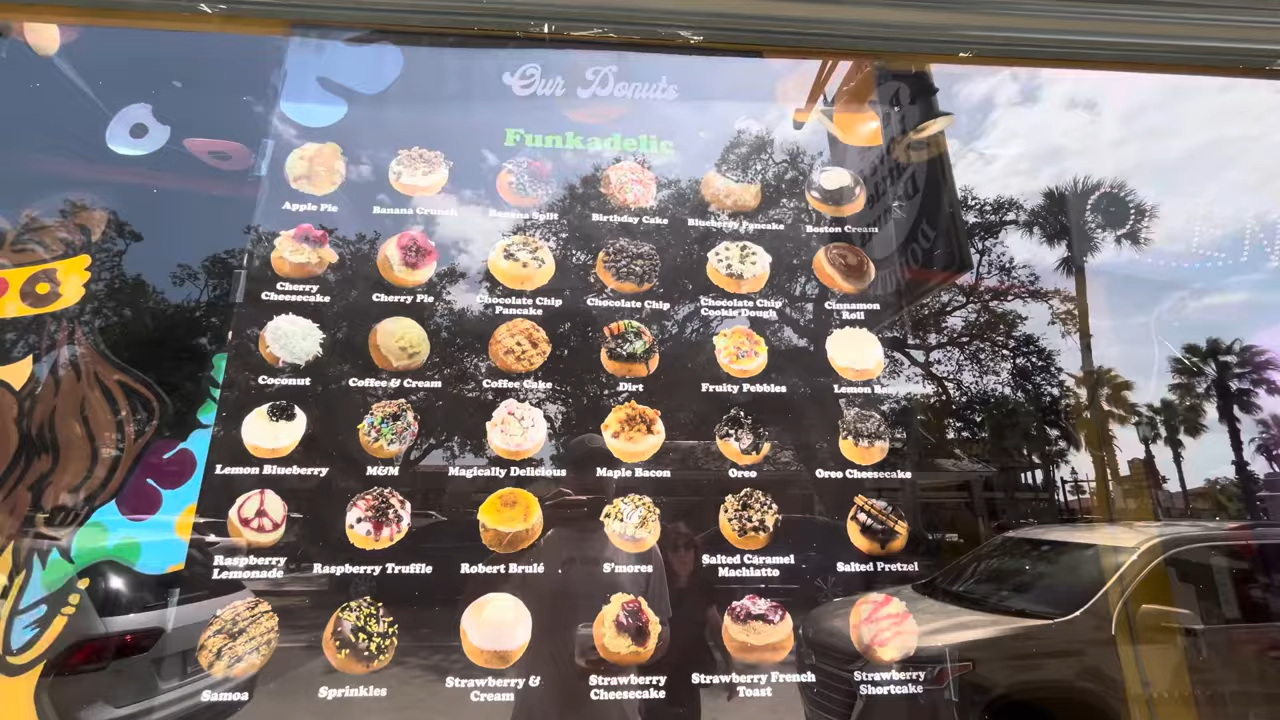 Our Donuts
Funkadelic
Apple Pie
Banana Crunch
Banana Split
Birthday Cake
Blueberry Pancake
Boston Cream
Cherry
Cheesecake
Cherry Pie
Chocolate Chip
Pancake
Chocolate Chip
Chocolate Chip
Cookie Dough
Cinnamon
Roll
Coconut
Coffee & Cream
Coffee Cake
Dirt
Fruity Pebbles
Lemon
Lemon Blueberry
M&M
Magically Delicious
Maple Bacon
Oreo
Oreo Cheesecake
Raspberry
Lemonade
Raspberry Truffle
Robert Brulé
S'mores
Salted Caramel
Machiatto
Salted Pretzel
Samoa
Sprinkles
Strawberry &
Cream
Strawberry
Cheesecake
Strawberry French
Toast
Strawberry
Shortcake